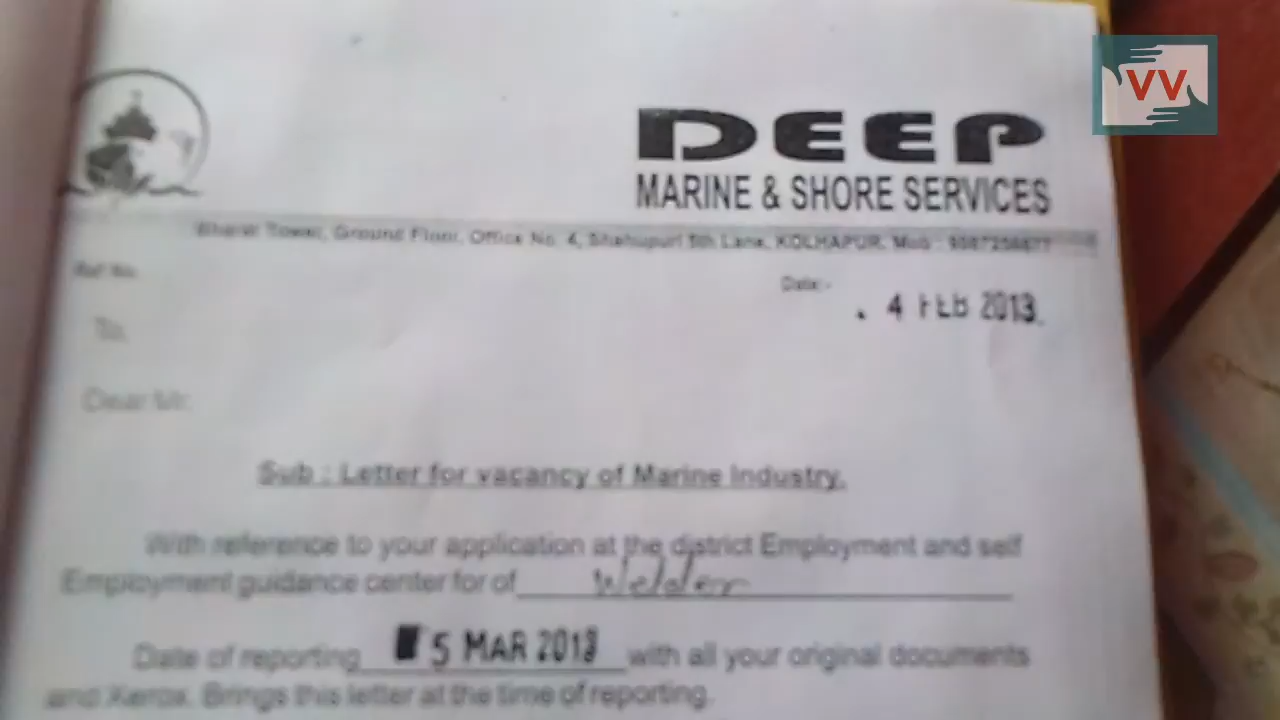 VV
DEEP
MARINE & SHORE SERVICES
Bharat Tower, Ground Floor, Office No. 4, Shahupuri 5th Lane, KOLHAPUR, Mob :
Ref No.
Date:-
4 FEB 2013
To,
Dear Mr.
Sub : Letter for vacancy of Marine Industry.
With reference to your application at the district Employment and self
Employment guidance center for of Welder
Date of reporting 5 MAR 2013 with all your original documents
and Xerox. Brings this letter at the time of reporting.